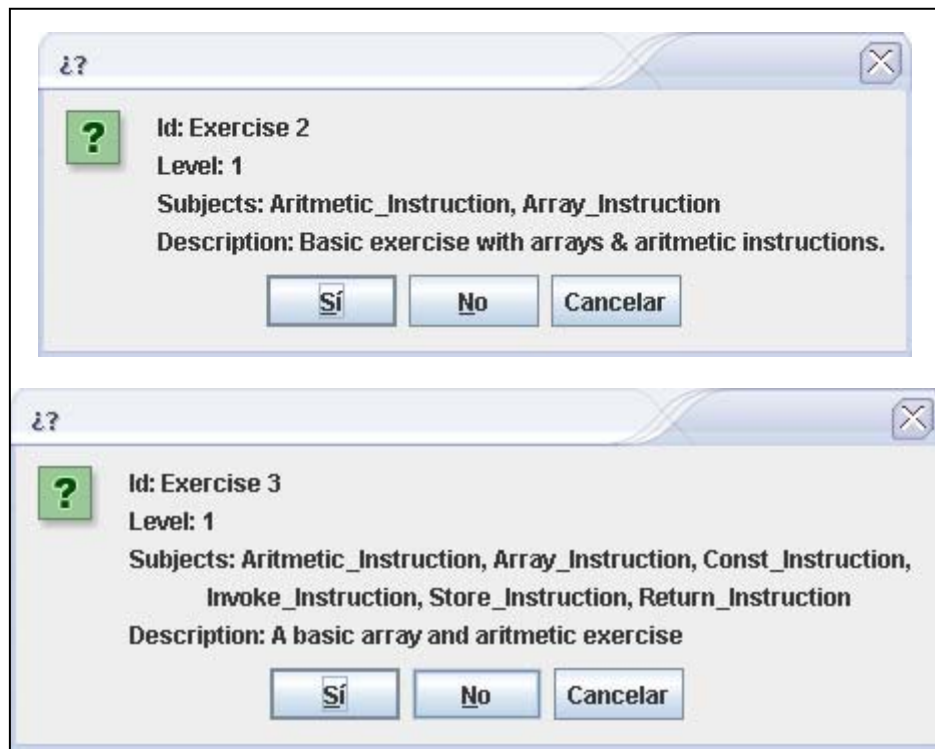 ¿?
?
Id: Exercise 2
Level: 1
Subjects: Aritmetic_Instruction, Array_Instruction
Description: Basic exercise with arrays & aritmetic instructions.
Sí No Cancelar
¿?
?
Id: Exercise 3
Level: 1
Subjects: Aritmetic_Instruction, Array_Instruction, Const_Instruction,
Invoke_Instruction, Store_Instruction, Return_Instruction
Description: A basic array and aritmetic exercise
Sí No Cancelar